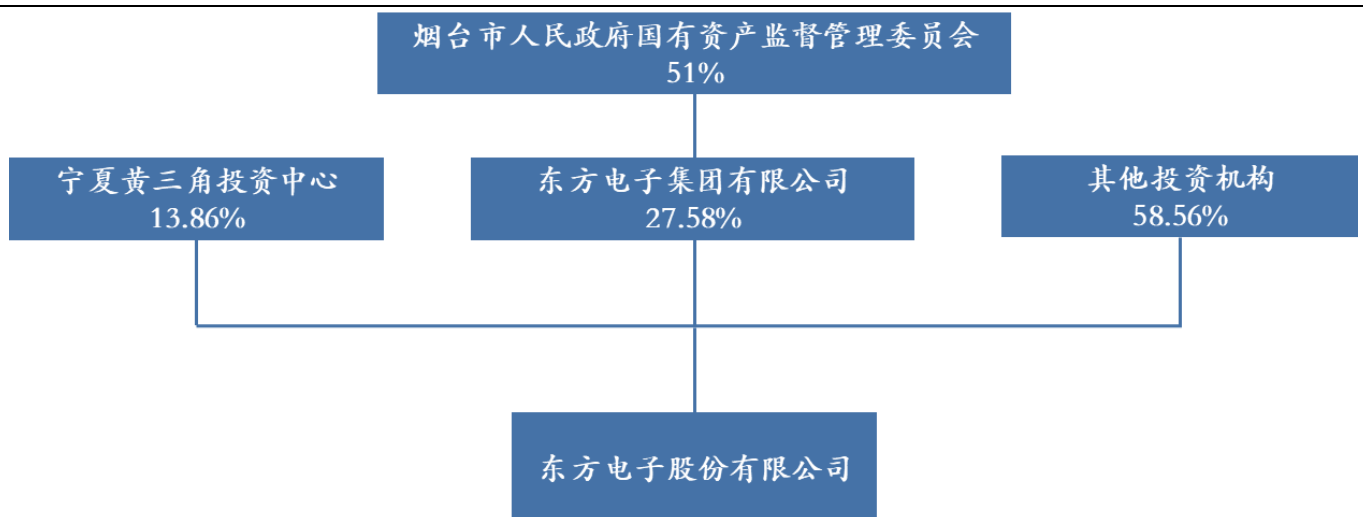 烟台市人民政府国有资产监督管理委员会
51%
宁夏黄三角投资中心
13.86%
东方电子集团有限公司
27.58%
其他投资机构
58.56%
东方电子股份有限公司